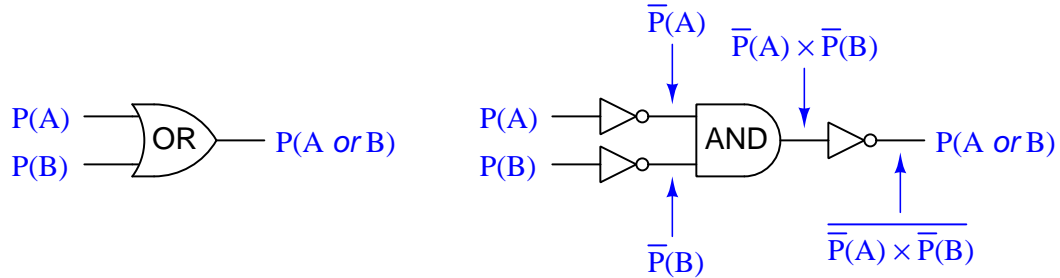 P(A)
P(B)
OR
P(A or B)
P̅(A)
P̅(A) × P̅(B)
P(A)
P(B)
AND
P(A or B)
P̅(B)
P̅(A) × P̅(B)